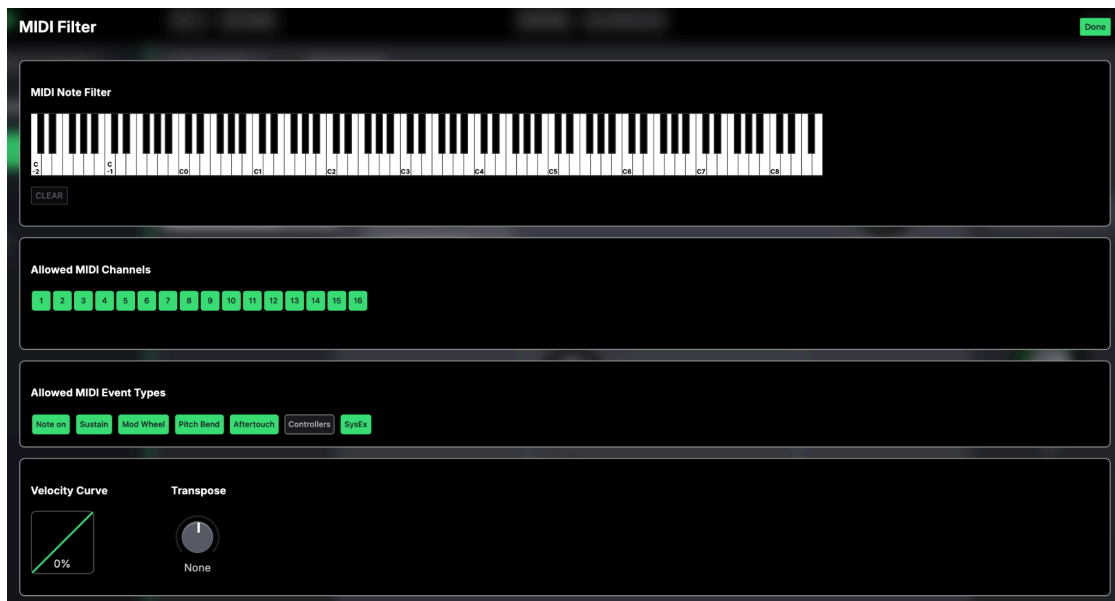 MIDI Filter
Done
MIDI Note Filter
C
-2
C
-1
C0
C1
C2
C3
C4
C5
C6
C7
C8
CLEAR
Allowed MIDI Channels
1 2 3 4 5 6 7 8 9 10 11 12 13 14 15 16
Allowed MIDI Event Types
Note on Sustain Mod Wheel Pitch Bend Aftertouch Controllers SysEx
Velocity Curve Transpose
0%
None